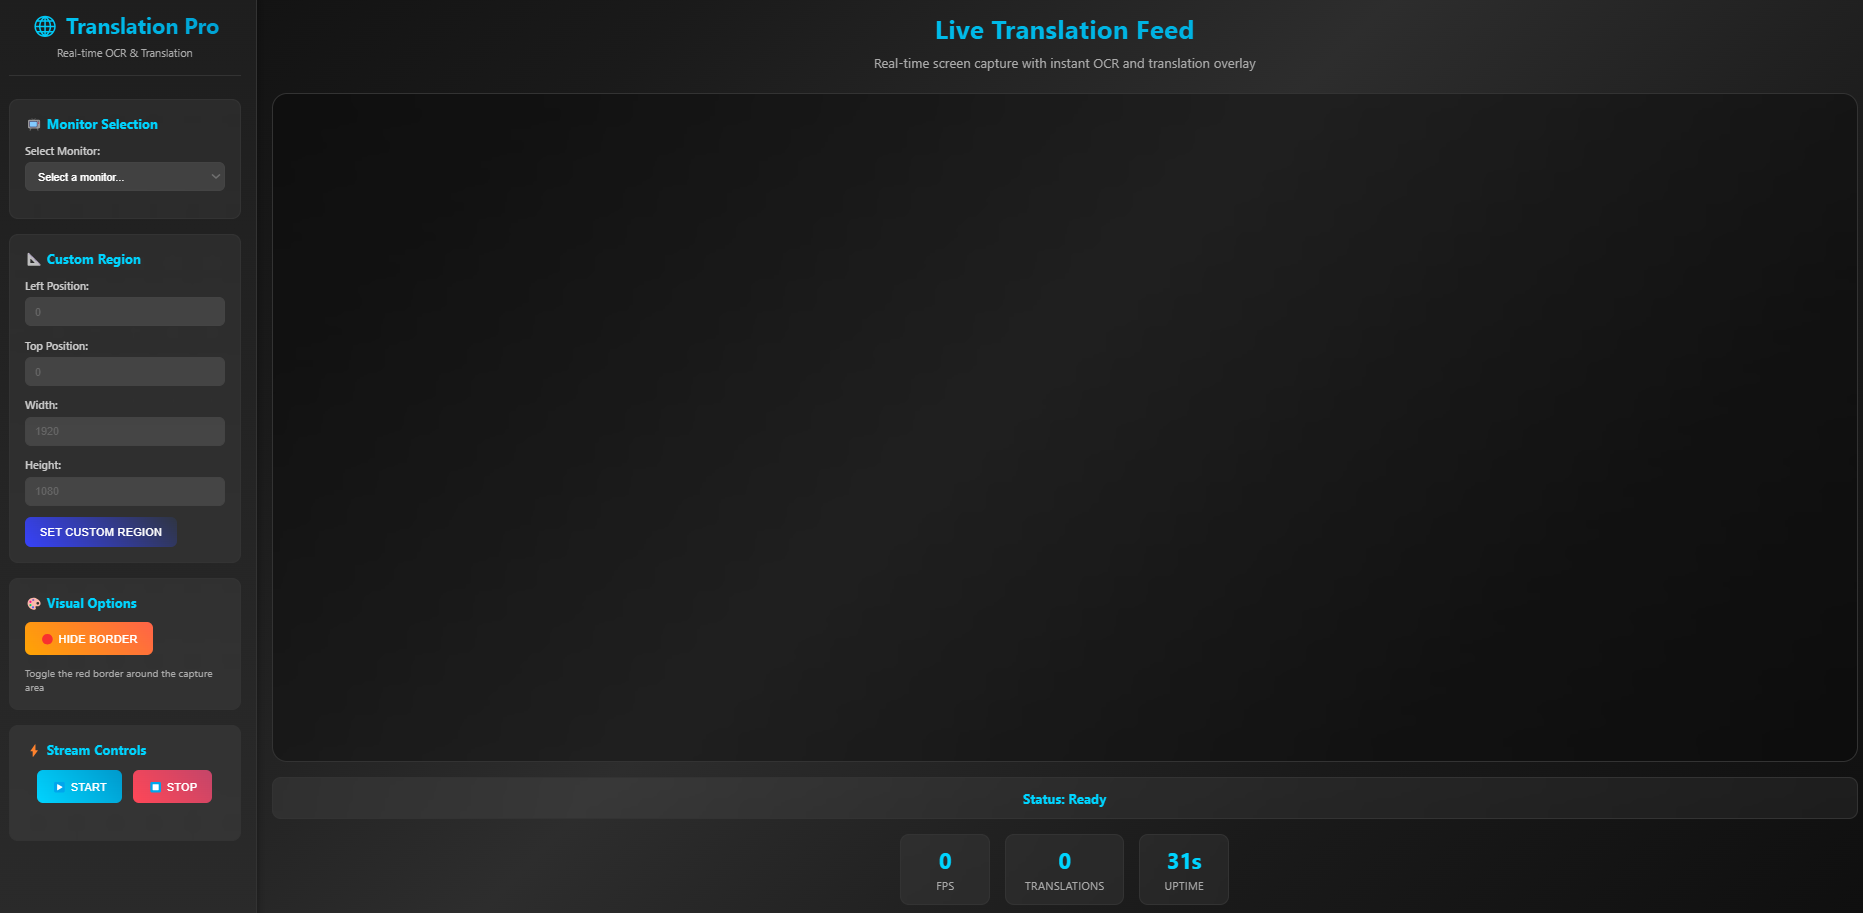 Translation Pro
Real-time OCR & Translation
Monitor Selection
Select Monitor:
Select a monitor...
Custom Region
Left Position:
0
Top Position:
0
Width:
1920
Height:
1080
SET CUSTOM REGION
Visual Options
HIDE BORDER
Toggle the red border around the capture
area
Stream Controls
START
STOP
Live Translation Feed
Real-time screen capture with instant OCR and translation overlay
Status: Ready
0
FPS
0
TRANSLATIONS
31s
UPTIME